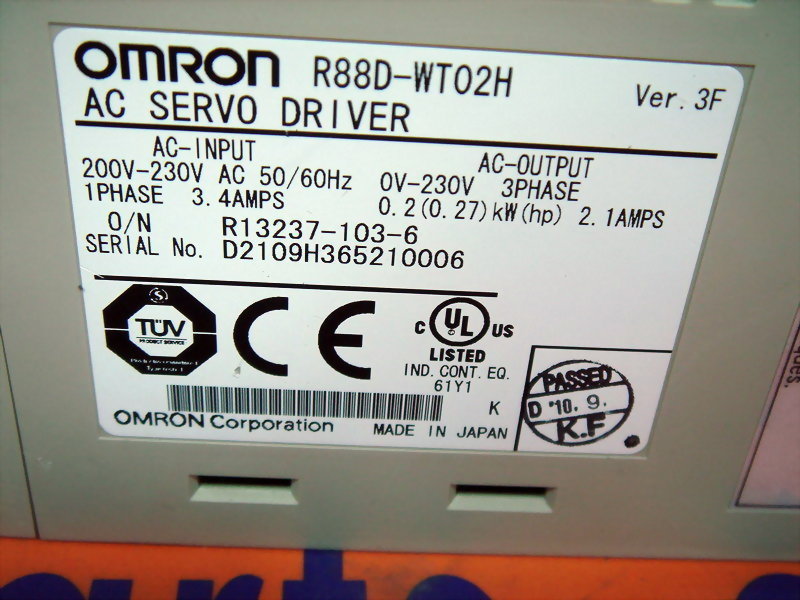 OMRON R88D-WT02H Ver. 3F
AC SERVO DRIVER
AC-INPUT
200V-230V AC 50/60Hz
1PHASE 3.4AMPS
AC-OUTPUT
0V-230V 3PHASE
0.2(0.27)kW(hp) 2.1AMPS
O/N R13237-103-6
SERIAL No. D2109H365210006
TÜV
PRODUCT SERVICE
CE
C UL US
LISTED
IND. CONT. EQ.
61Y1
K
OMRON Corporation
MADE IN JAPAN
PASSED
D '10.9.
K.F